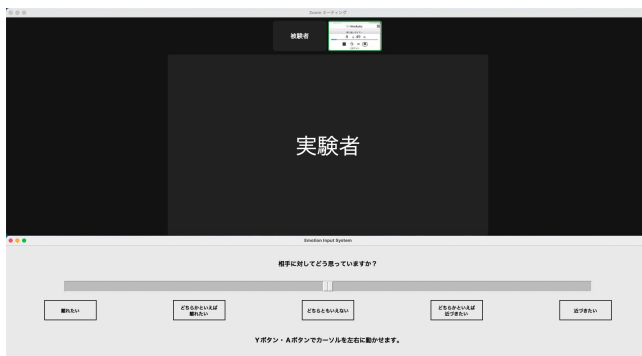 Zoom ミーティング
被験者
実験者
Emotion Input System
相手に対してどう思っていますか？
離れたい
どちらかといえば
離れたい
どちらともいえない
どちらかといえば
近づきたい
近づきたい
Yボタン・Aボタンでカーソルを左右に動かせます。